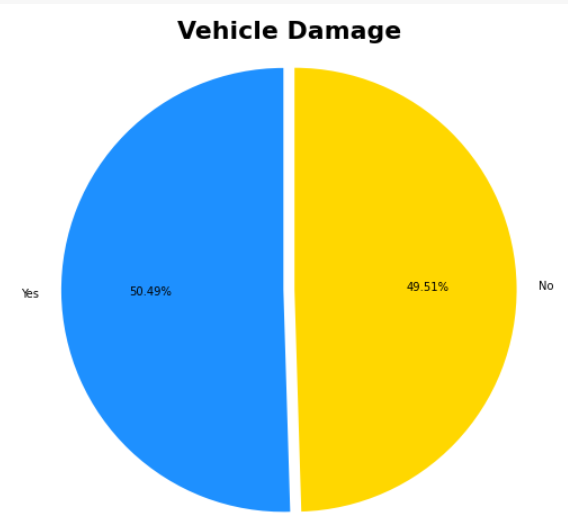 Vehicle Damage
Yes
50.49%
49.51%
No